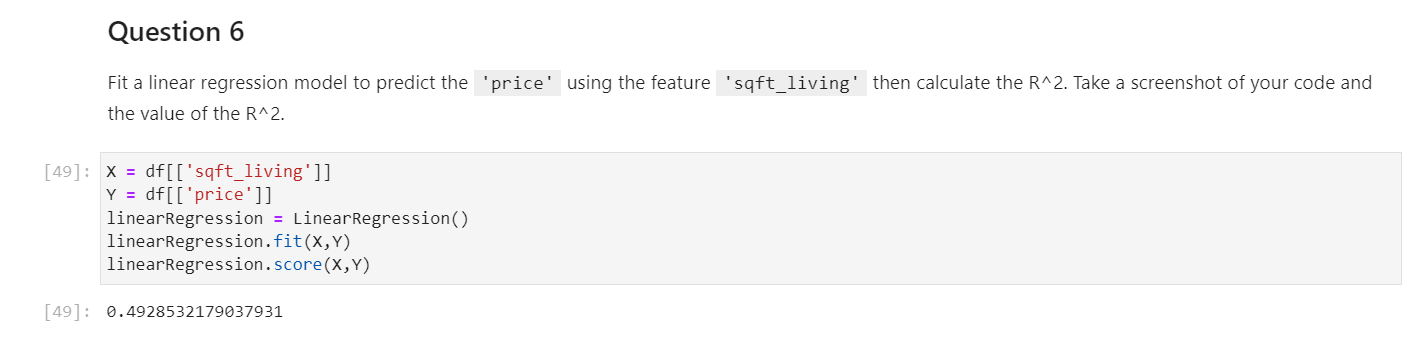 Question 6
Fit a linear regression model to predict the 'price' using the feature 'sqft_living' then calculate the R^2. Take a screenshot of your code and
the value of the R^2.
[49]: X = df[['sqft_living']]
Y = df[['price']]
linearRegression = LinearRegression()
linearRegression.fit(X,Y)
linearRegression.score(X,Y)
[49]: 0.4928532179037931